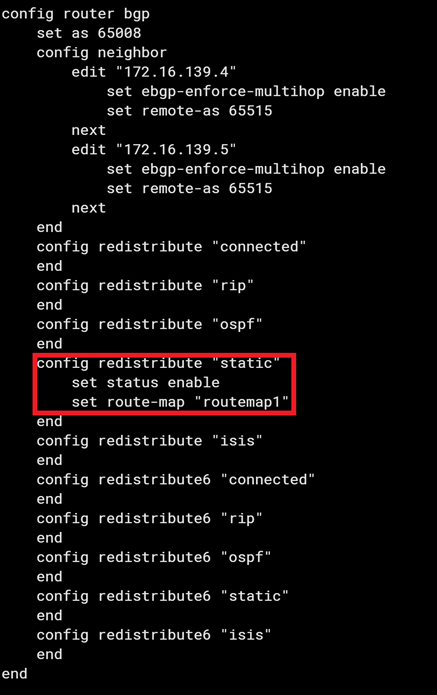 config router bgp
    set as 65008
    config neighbor
        edit "172.16.139.4"
            set ebgp-enforce-multihop enable
            set remote-as 65515
        next
        edit "172.16.139.5"
            set ebgp-enforce-multihop enable
            set remote-as 65515
        next
    end
    config redistribute "connected"
    end
    config redistribute "rip"
    end
    config redistribute "ospf"
    end
    config redistribute "static"
        set status enable
        set route-map "routemap1"
    end
    config redistribute "isis"
    end
    config redistribute6 "connected"
    end
    config redistribute6 "rip"
    end
    config redistribute6 "ospf"
    end
    config redistribute6 "static"
    end
    config redistribute6 "isis"
    end
end